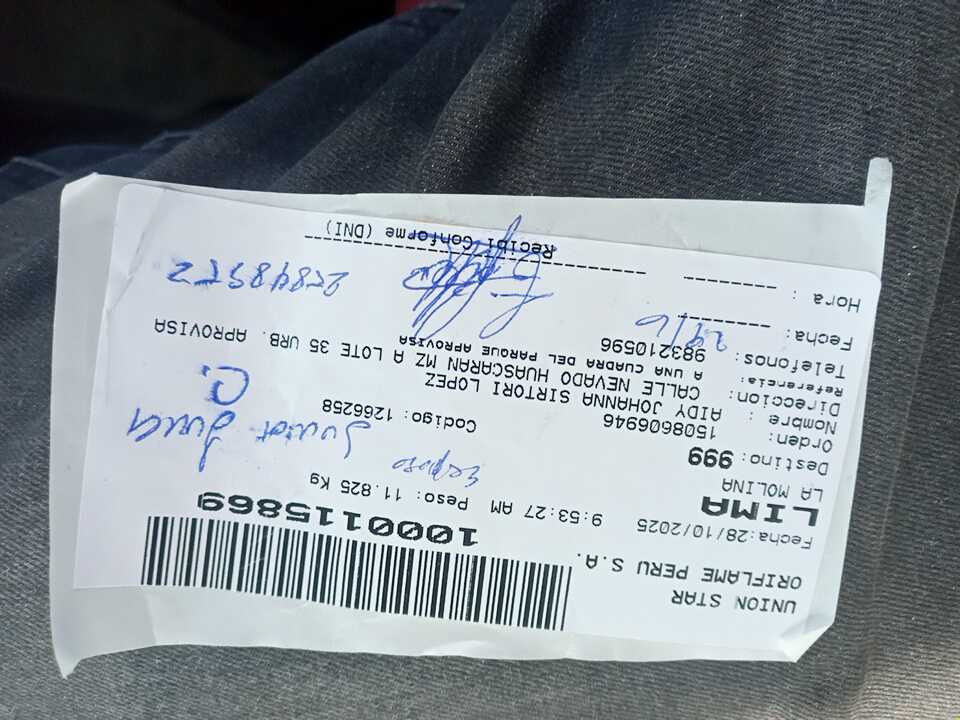 UNION STAR
ORIFLAME PERU S.A.
1000115869
Fecha:28/10/2025 9:53:27 AM Peso: 11.825 Kg
LIMA
LA MOLINA
Destino: 999
Esposo
Orden: 1508606946 Codigo: 1266258
Junior
Nombre : AIDY JOHANNA SIRTORI LOPEZ
C.
Direccion: CALLE NEVADO HUASCARAN MZ A LOTE 35 URB. APROVISA
Referencia: A UNA CUADRA DEL PARQUE APROVISA
Telefonos: 983210596
Fecha:
Hora :
Recibi Conforme (DNI)